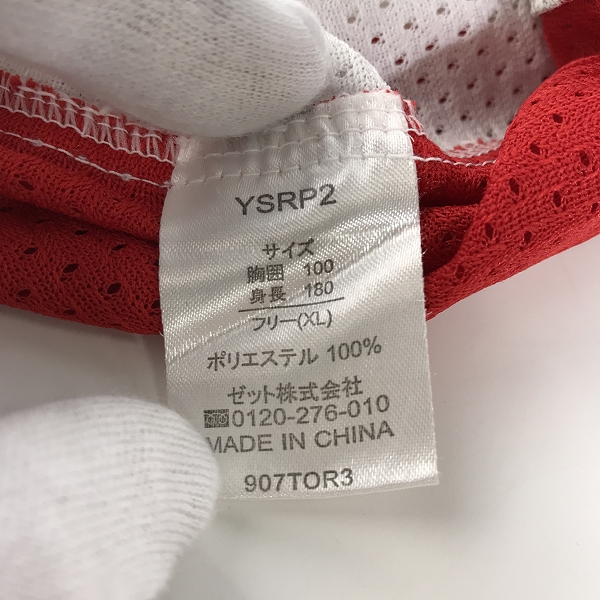 YSRP2
サイズ
胸囲 100
身長 180
フリー(XL)
ポリエステル 100%
ゼット株式会社
0120-276-010
MADE IN CHINA
907TOR3